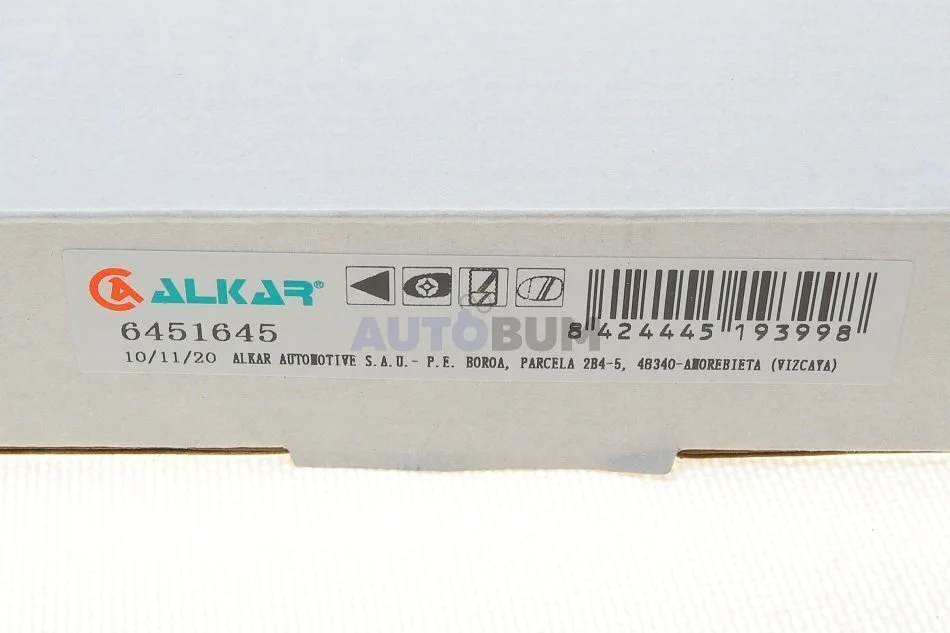 ALKAR®
6451645
AUTOBUM
8 424445 193998
10/11/20 ALKAR AUTOMOTIVE S.A.U.- P.E. BOROA, PARCELA 2B4-5, 48340-AMOREBIETA (VIZCAYA)